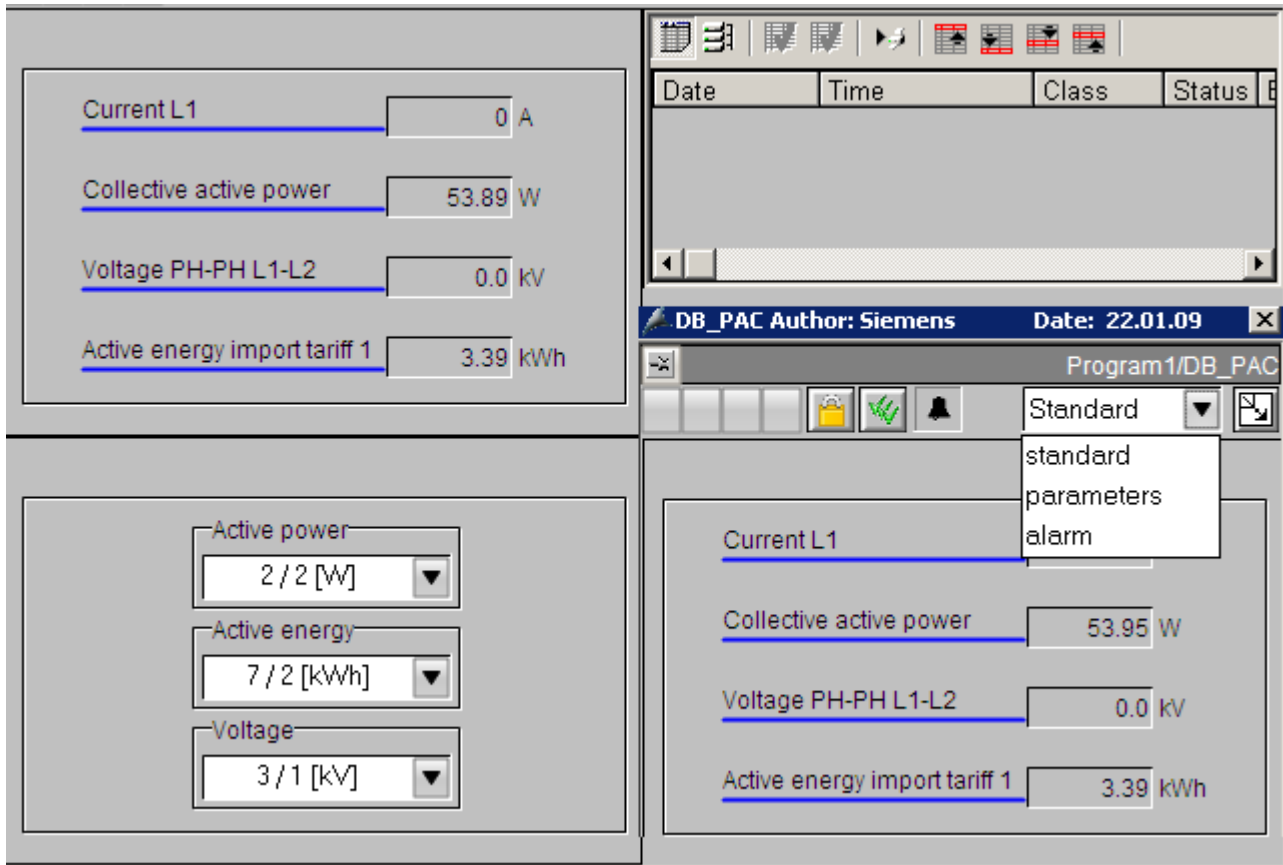 Current L1 0 A
Collective active power 53.89 W
Voltage PH-PH L1-L2 0.0 kV
Active energy import tariff 1 3.39 kWh
Date Time Class Status
DB_PAC Author: Siemens Date: 22.01.09
Program1/DB_PAC
Standard
standard
parameters
alarm
Active power
2 / 2 [W]
Active energy
7 / 2 [kWh]
Voltage
3 / 1 [kV]
Current L1
Collective active power 53.95 W
Voltage PH-PH L1-L2 0.0 kV
Active energy import tariff 1 3.39 kWh